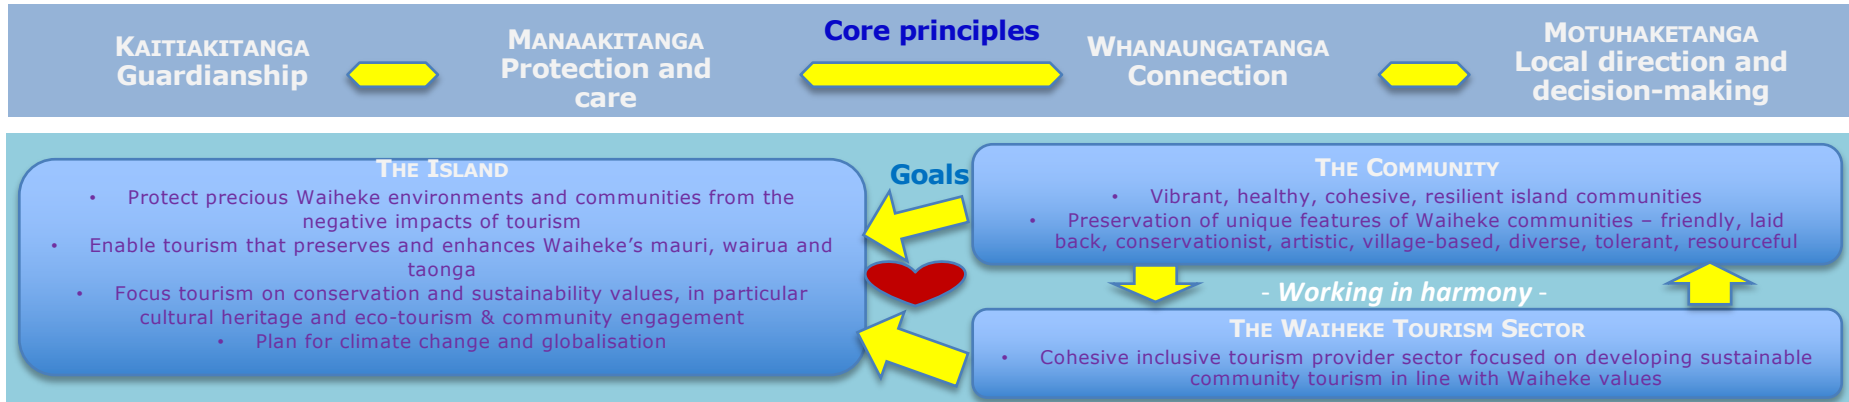 Core principles
KAITIAKITANGA
Guardianship
MANAAKITANGA
Protection and
care
WHANAUNGATANGA
Connection
MOTUHAKETANGA
Local direction and
decision-making
THE ISLAND
• Protect precious Waiheke environments and communities from the
negative impacts of tourism
• Enable tourism that preserves and enhances Waiheke’s mauri, wairua and
taonga
• Focus tourism on conservation and sustainability values, in particular
cultural heritage and eco-tourism & community engagement
• Plan for climate change and globalisation
Goals
THE COMMUNITY
• Vibrant, healthy, cohesive, resilient island communities
• Preservation of unique features of Waiheke communities – friendly, laid
back, conservationist, artistic, village-based, diverse, tolerant, resourceful
- Working in harmony -
THE WAIHEKE TOURISM SECTOR
• Cohesive inclusive tourism provider sector focused on developing sustainable
community tourism in line with Waiheke values